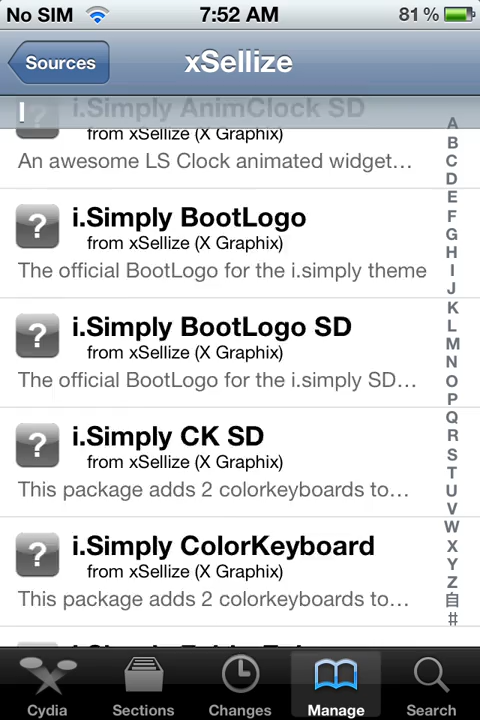 No SIM 7:52 AM 81%
Sources xSellize
I
i.Simply AnimClock SD
from xSellize (X Graphix)
An awesome LS Clock animated widget…
i.Simply BootLogo
from xSellize (X Graphix)
The official BootLogo for the i.simply theme
i.Simply BootLogo SD
from xSellize (X Graphix)
The official BootLogo for the i.simply SD…
i.Simply CK SD
from xSellize (X Graphix)
This package adds 2 colorkeyboards to…
i.Simply ColorKeyboard
from xSellize (X Graphix)
This package adds 2 colorkeyboards to…
A
B
C
D
E
F
G
H
I
J
K
L
M
N
O
P
Q
R
S
T
U
V
W
X
Y
Z
自
#
Cydia Sections Changes Manage Search